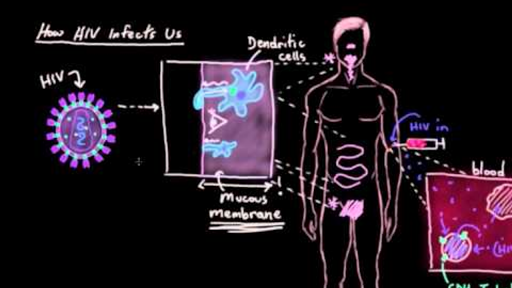 How HIV Infects Us
Dendritic
cells
HIV
HIV in
blood
Mucous
membrane